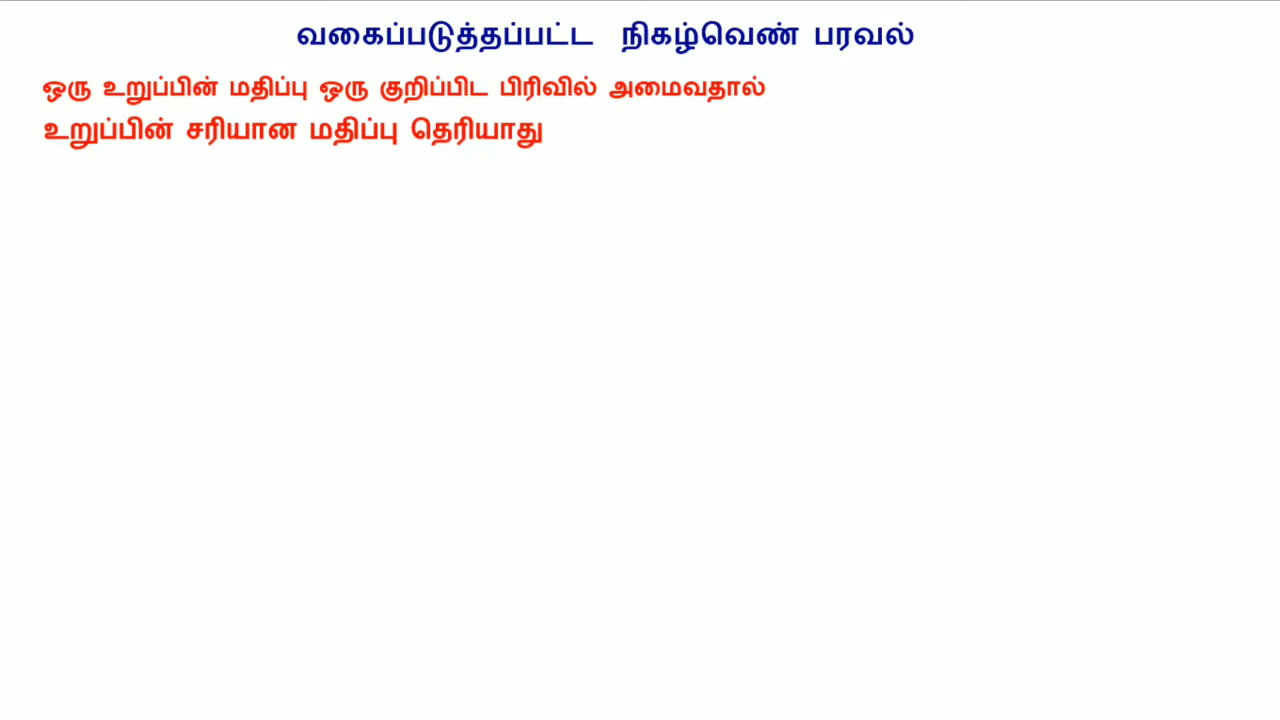 வகைப்படுத்தப்பட்ட நிகழ்வெண் பரவல்
ஒரு உறுப்பின் மதிப்பு ஒரு குறிப்பிட பிரிவில் அமைவதால்
உறுப்பின் சரியான மதிப்பு தெரியாது